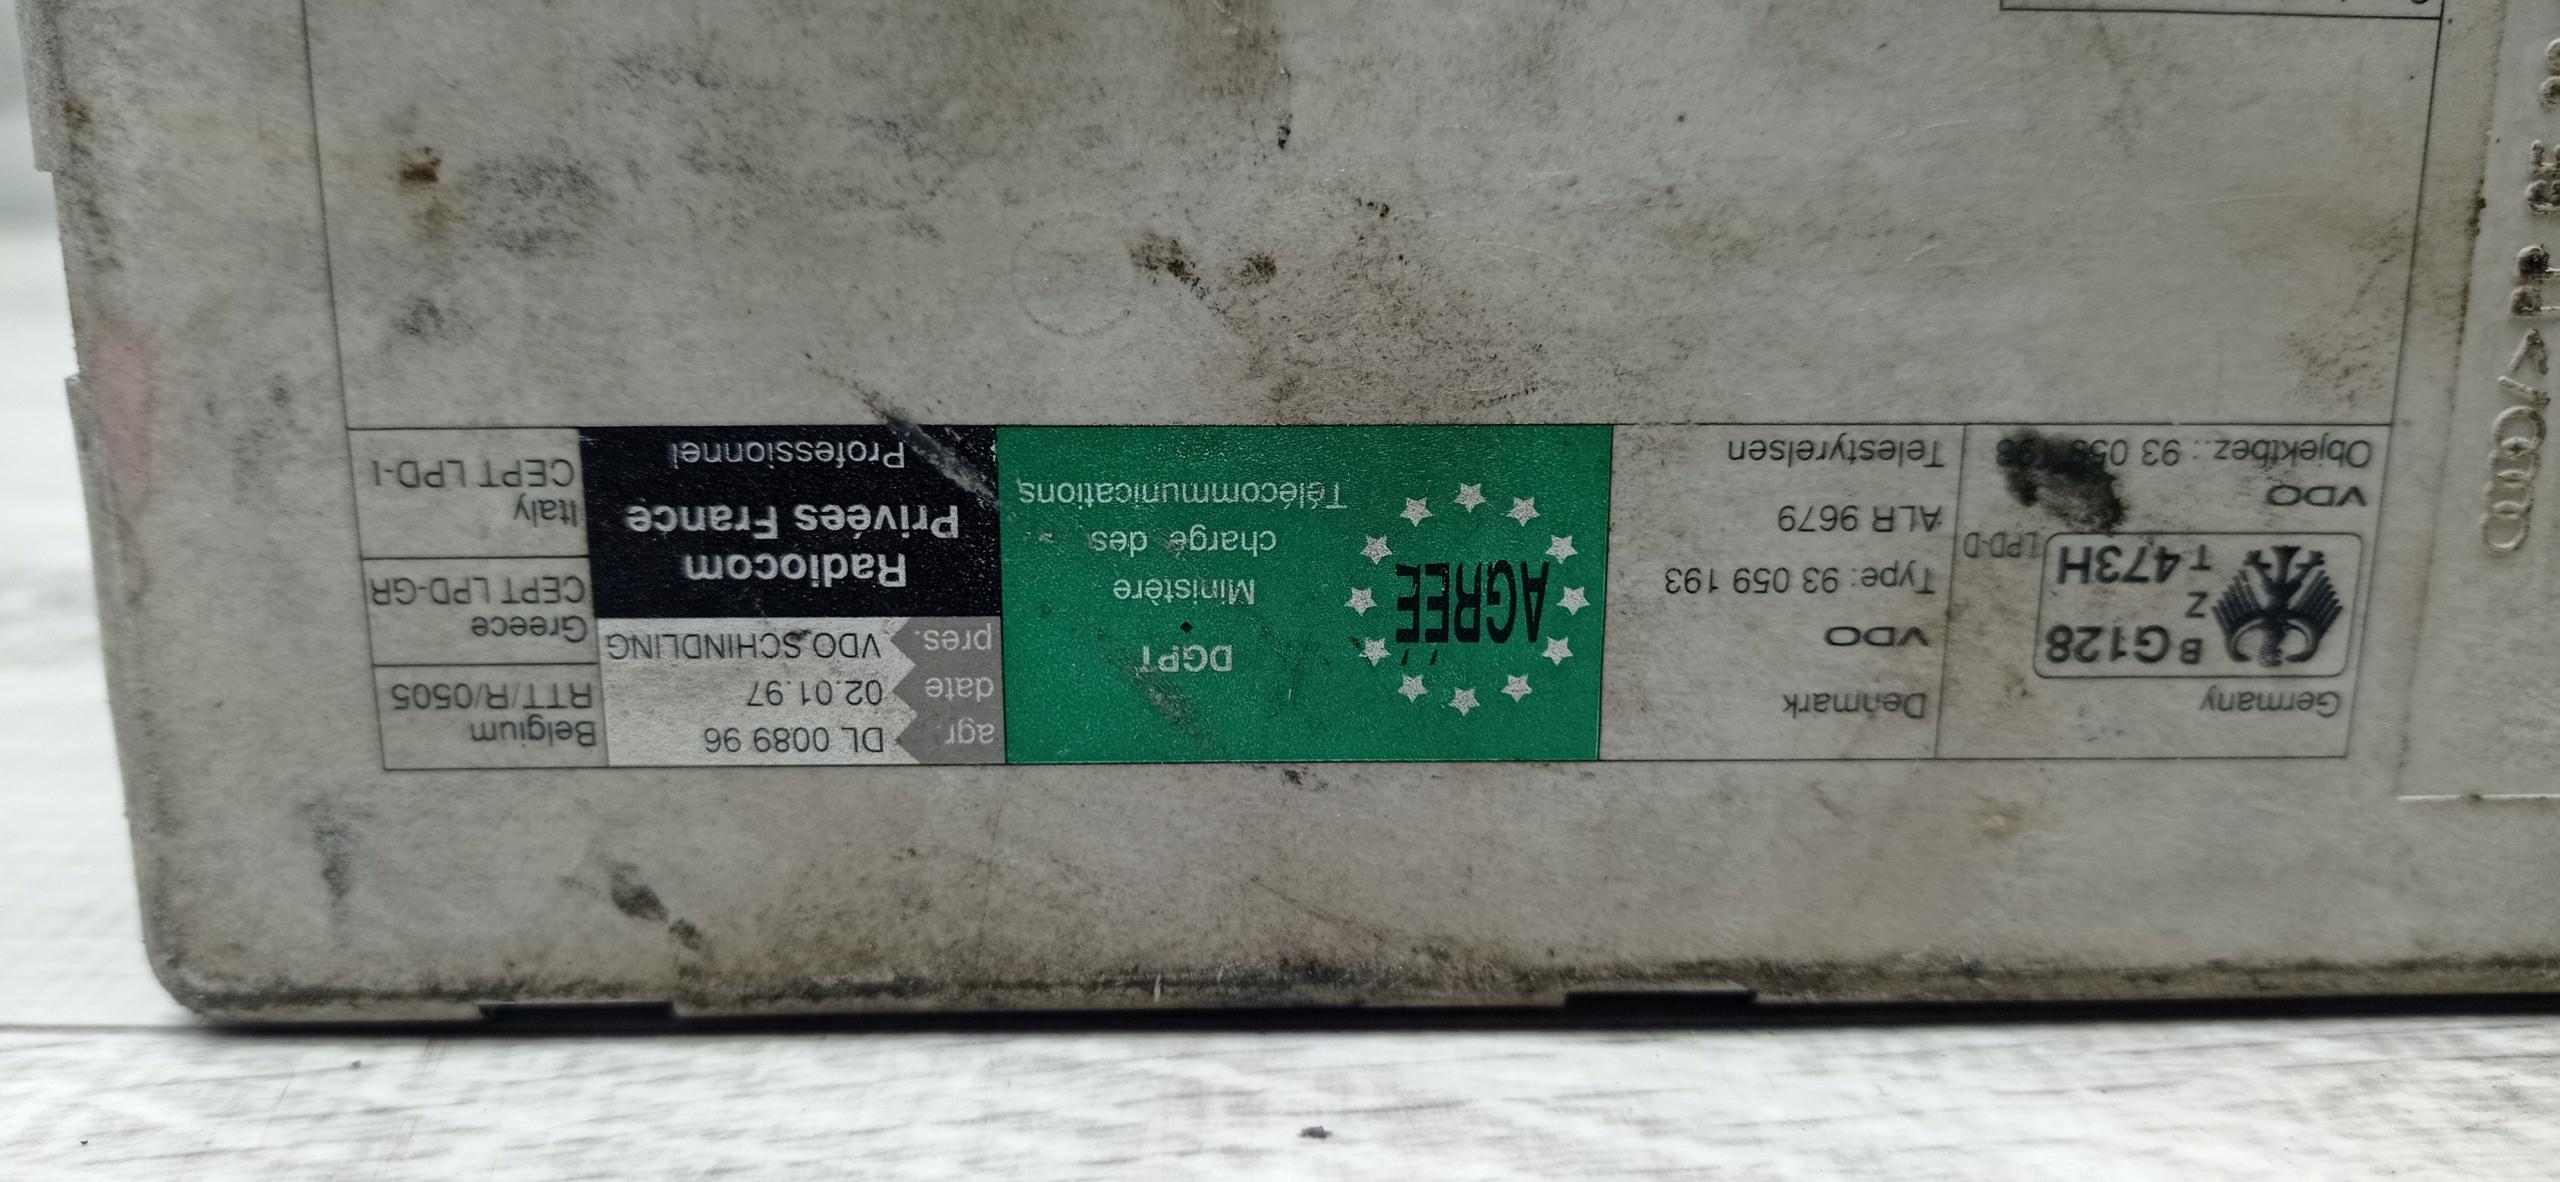 Germany
B G128
Z
T 473H
LPD-D
VDO
Objektbez.: 93
Denmark
VDO
Type: 93 059 193
ALR 9679
Telestyrelsen
AGRÉÉ
DGPT
Ministère
chargé des
Télécommunications
agr. DL 0089 96
date 02.01.97
pres. VDO SCHINDLING
Radiocom
Privées France
Professionnel
Belgium
RTT/R/0505
Greece
CEPT LPD-GR
Italy
CEPT LPD-I